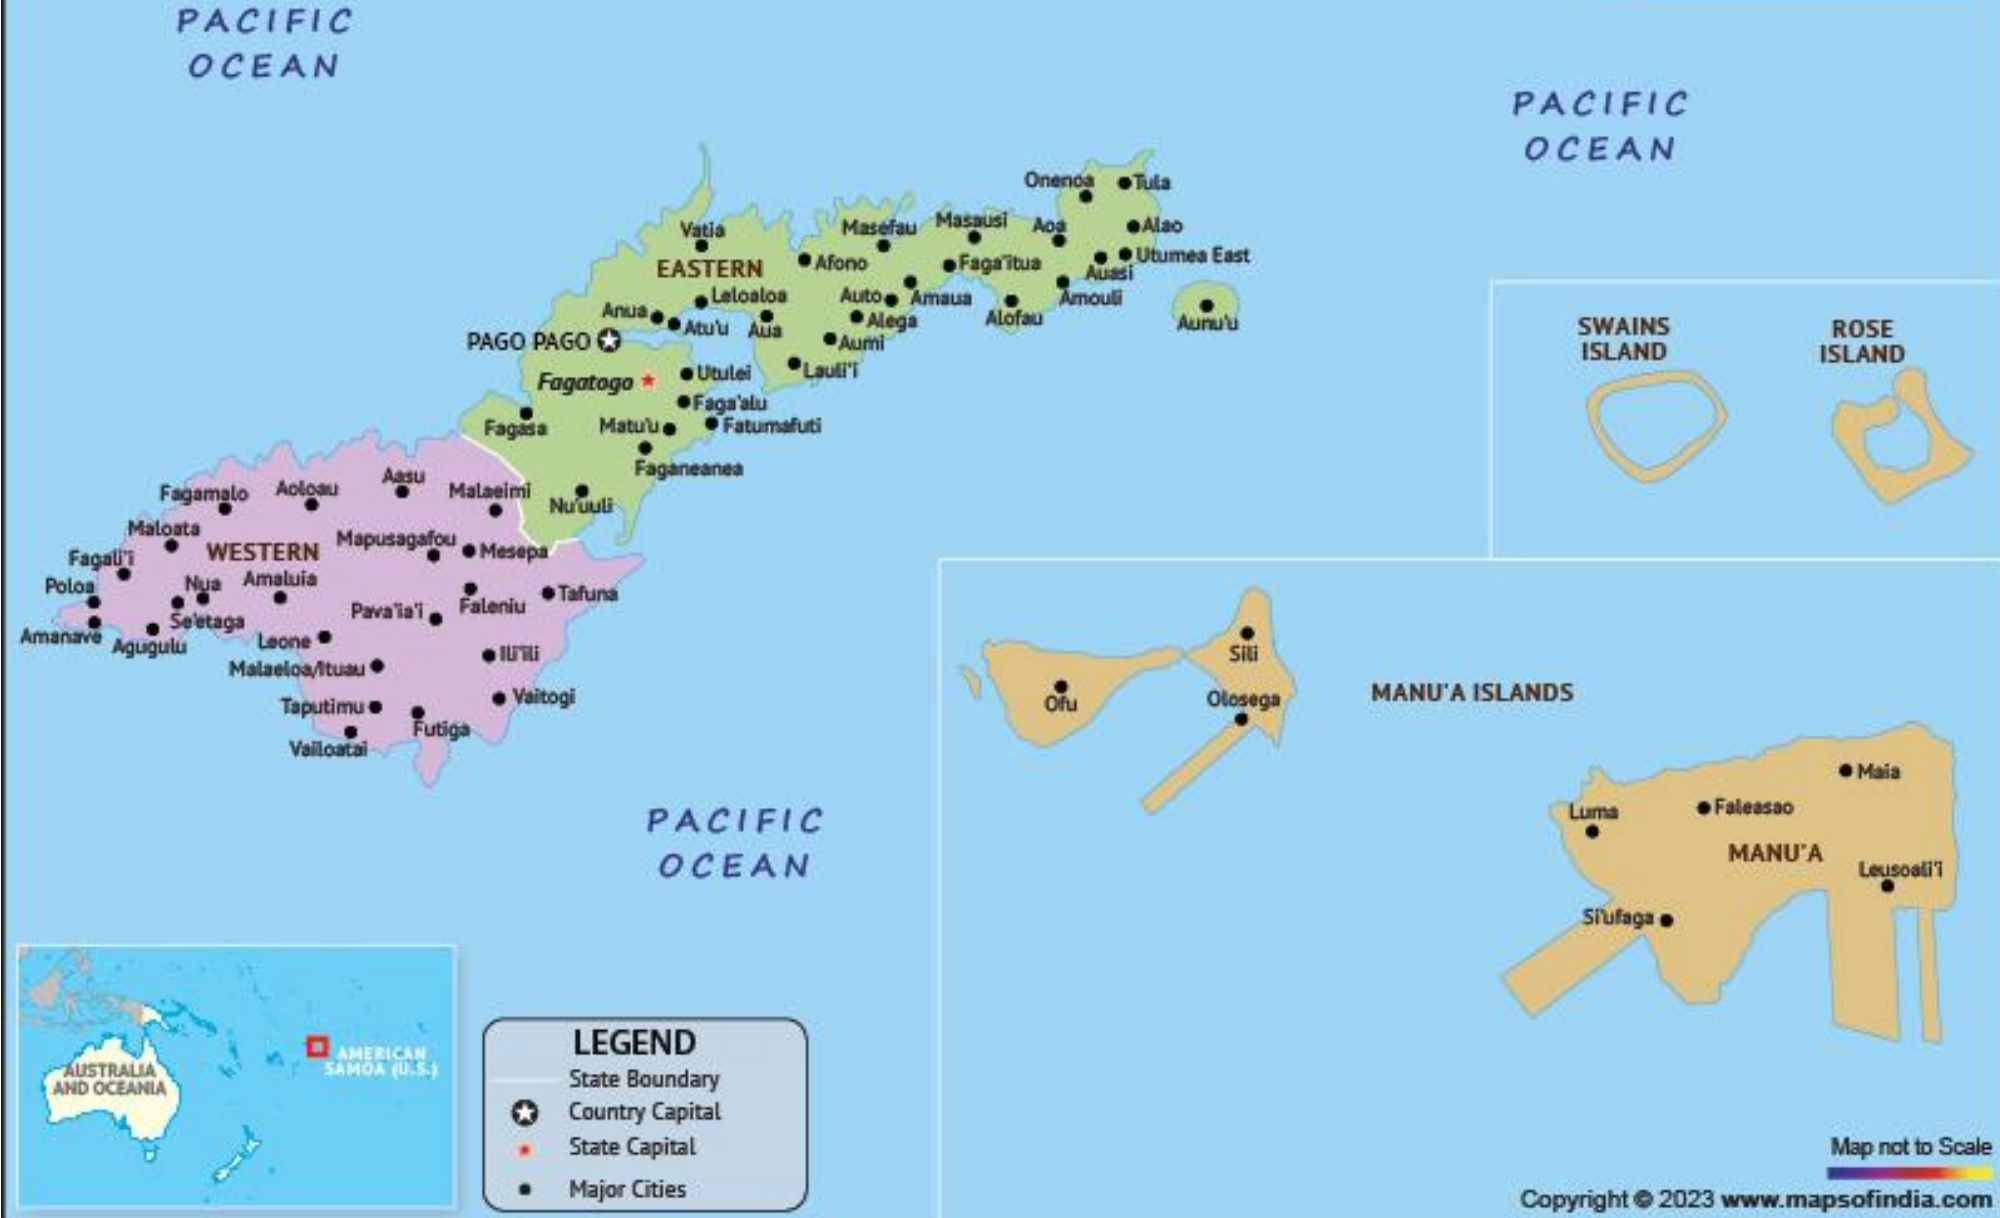 PACIFIC
OCEAN
PACIFIC
OCEAN
Onenoa
Tula
Vatia
Masefau
Masausi
Aoa
Alao
EASTERN
Afono
Faga'itua
Utumea East
Auasi
Leloaloa
Auto
Amaua
Amouli
Anua
Atu'u
Aua
Alega
Alofau
Aunu'u
PAGO PAGO
Aumi
Fagatogo
Utulei
Lauli'i
Faga'alu
Fagasa
Matu'u
Fatumafuti
Faganeanea
Nu'uuli
SWAINS
ISLAND
ROSE
ISLAND
Fagamalo
Aoloau
Aasu
Malaeimi
Maloata
Mapusagafou
WESTERN
Mesepa
Fagali'i
Poloa
Nua
Amaluia
Tafuna
Se'etaga
Pava'ia'i
Faleniu
Amanave
Agugulu
Leone
Ili'ili
Malaeloa/Ituau
Taputimu
Vaitogi
Futiga
Vailoatai
Sili
Ofu
Olosega
MANU'A ISLANDS
Maia
Luma
Faleasao
MANU'A
Leusoali'i
Si'ufaga
PACIFIC
OCEAN
AUSTRALIA
AND OCEANIA
AMERICAN
SAMOA (U.S.)
LEGEND
State Boundary
Country Capital
State Capital
Major Cities
Map not to Scale
Copyright © 2023 www.mapsofindia.com